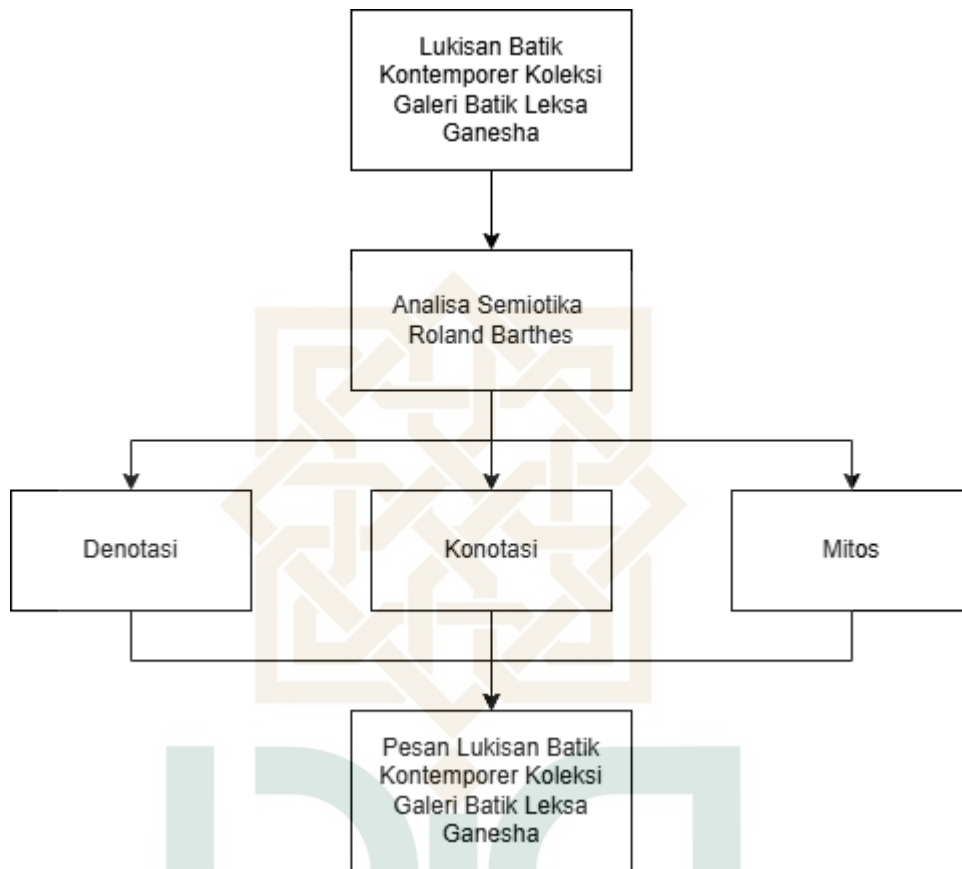 Lukisan Batik
Kontemporer Koleksi
Galeri Batik Leksa
Ganesha
Analisa Semiotika
Roland Barthes
Denotasi
Konotasi
Mitos
Pesan Lukisan Batik
Kontemporer Koleksi
Galeri Batik Leksa
Ganesha